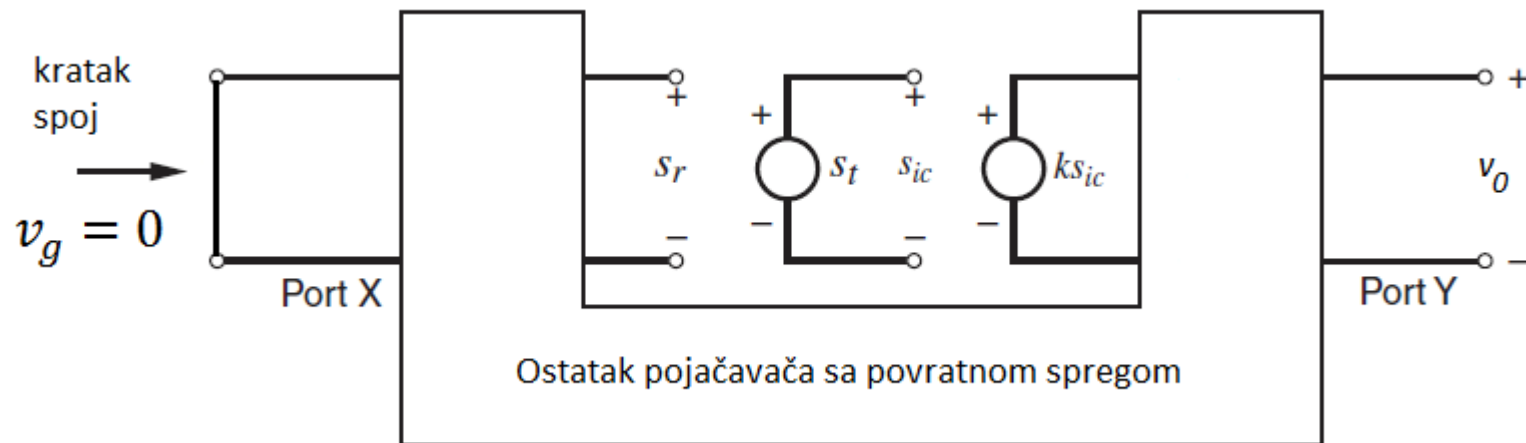 kratak
spoj
v_g = 0
Port X
+
s_r
−
+
s_t
−
+
s_ic
−
+
ks_ic
−
+
v_0
−
Port Y
Ostatak pojačavača sa povratnom spregom